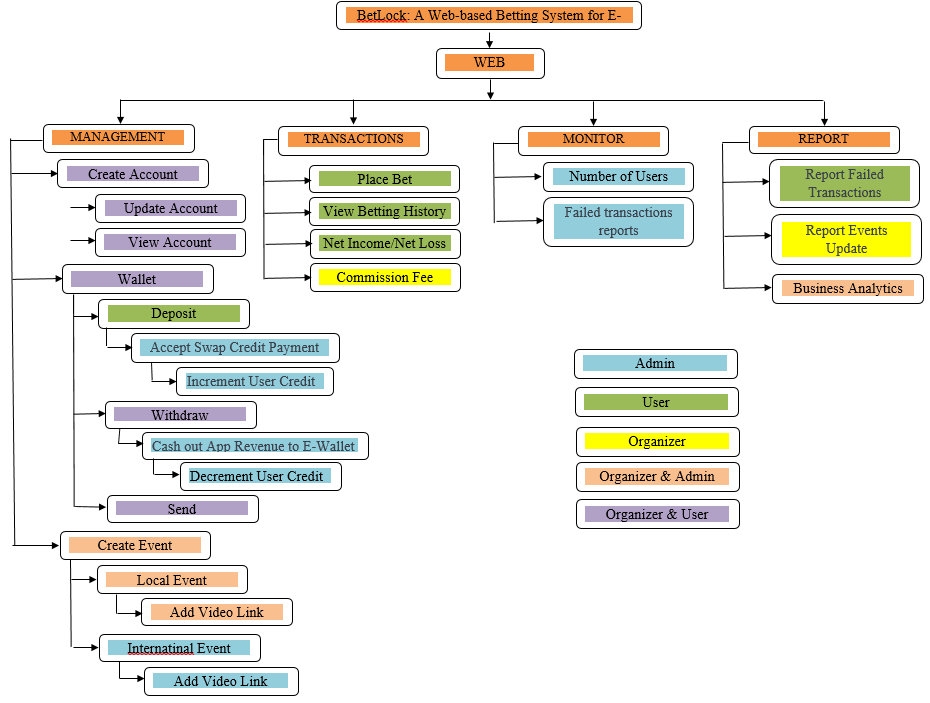 BetLock: A Web-based Betting System for E-
WEB
MANAGEMENT
Create Account
Update Account
View Account
Wallet
Deposit
Accept Swap Credit Payment
Increment User Credit
Withdraw
Cash out App Revenue to E-Wallet
Decrement User Credit
Send
Create Event
Local Event
Add Video Link
Internatinal Event
Add Video Link
TRANSACTIONS
Place Bet
View Betting History
Net Income/Net Loss
Commission Fee
MONITOR
Number of Users
Failed transactions
reports
REPORT
Report Failed
Transactions
Report Events
Update
Business Analytics
Admin
User
Organizer
Organizer & Admin
Organizer & User